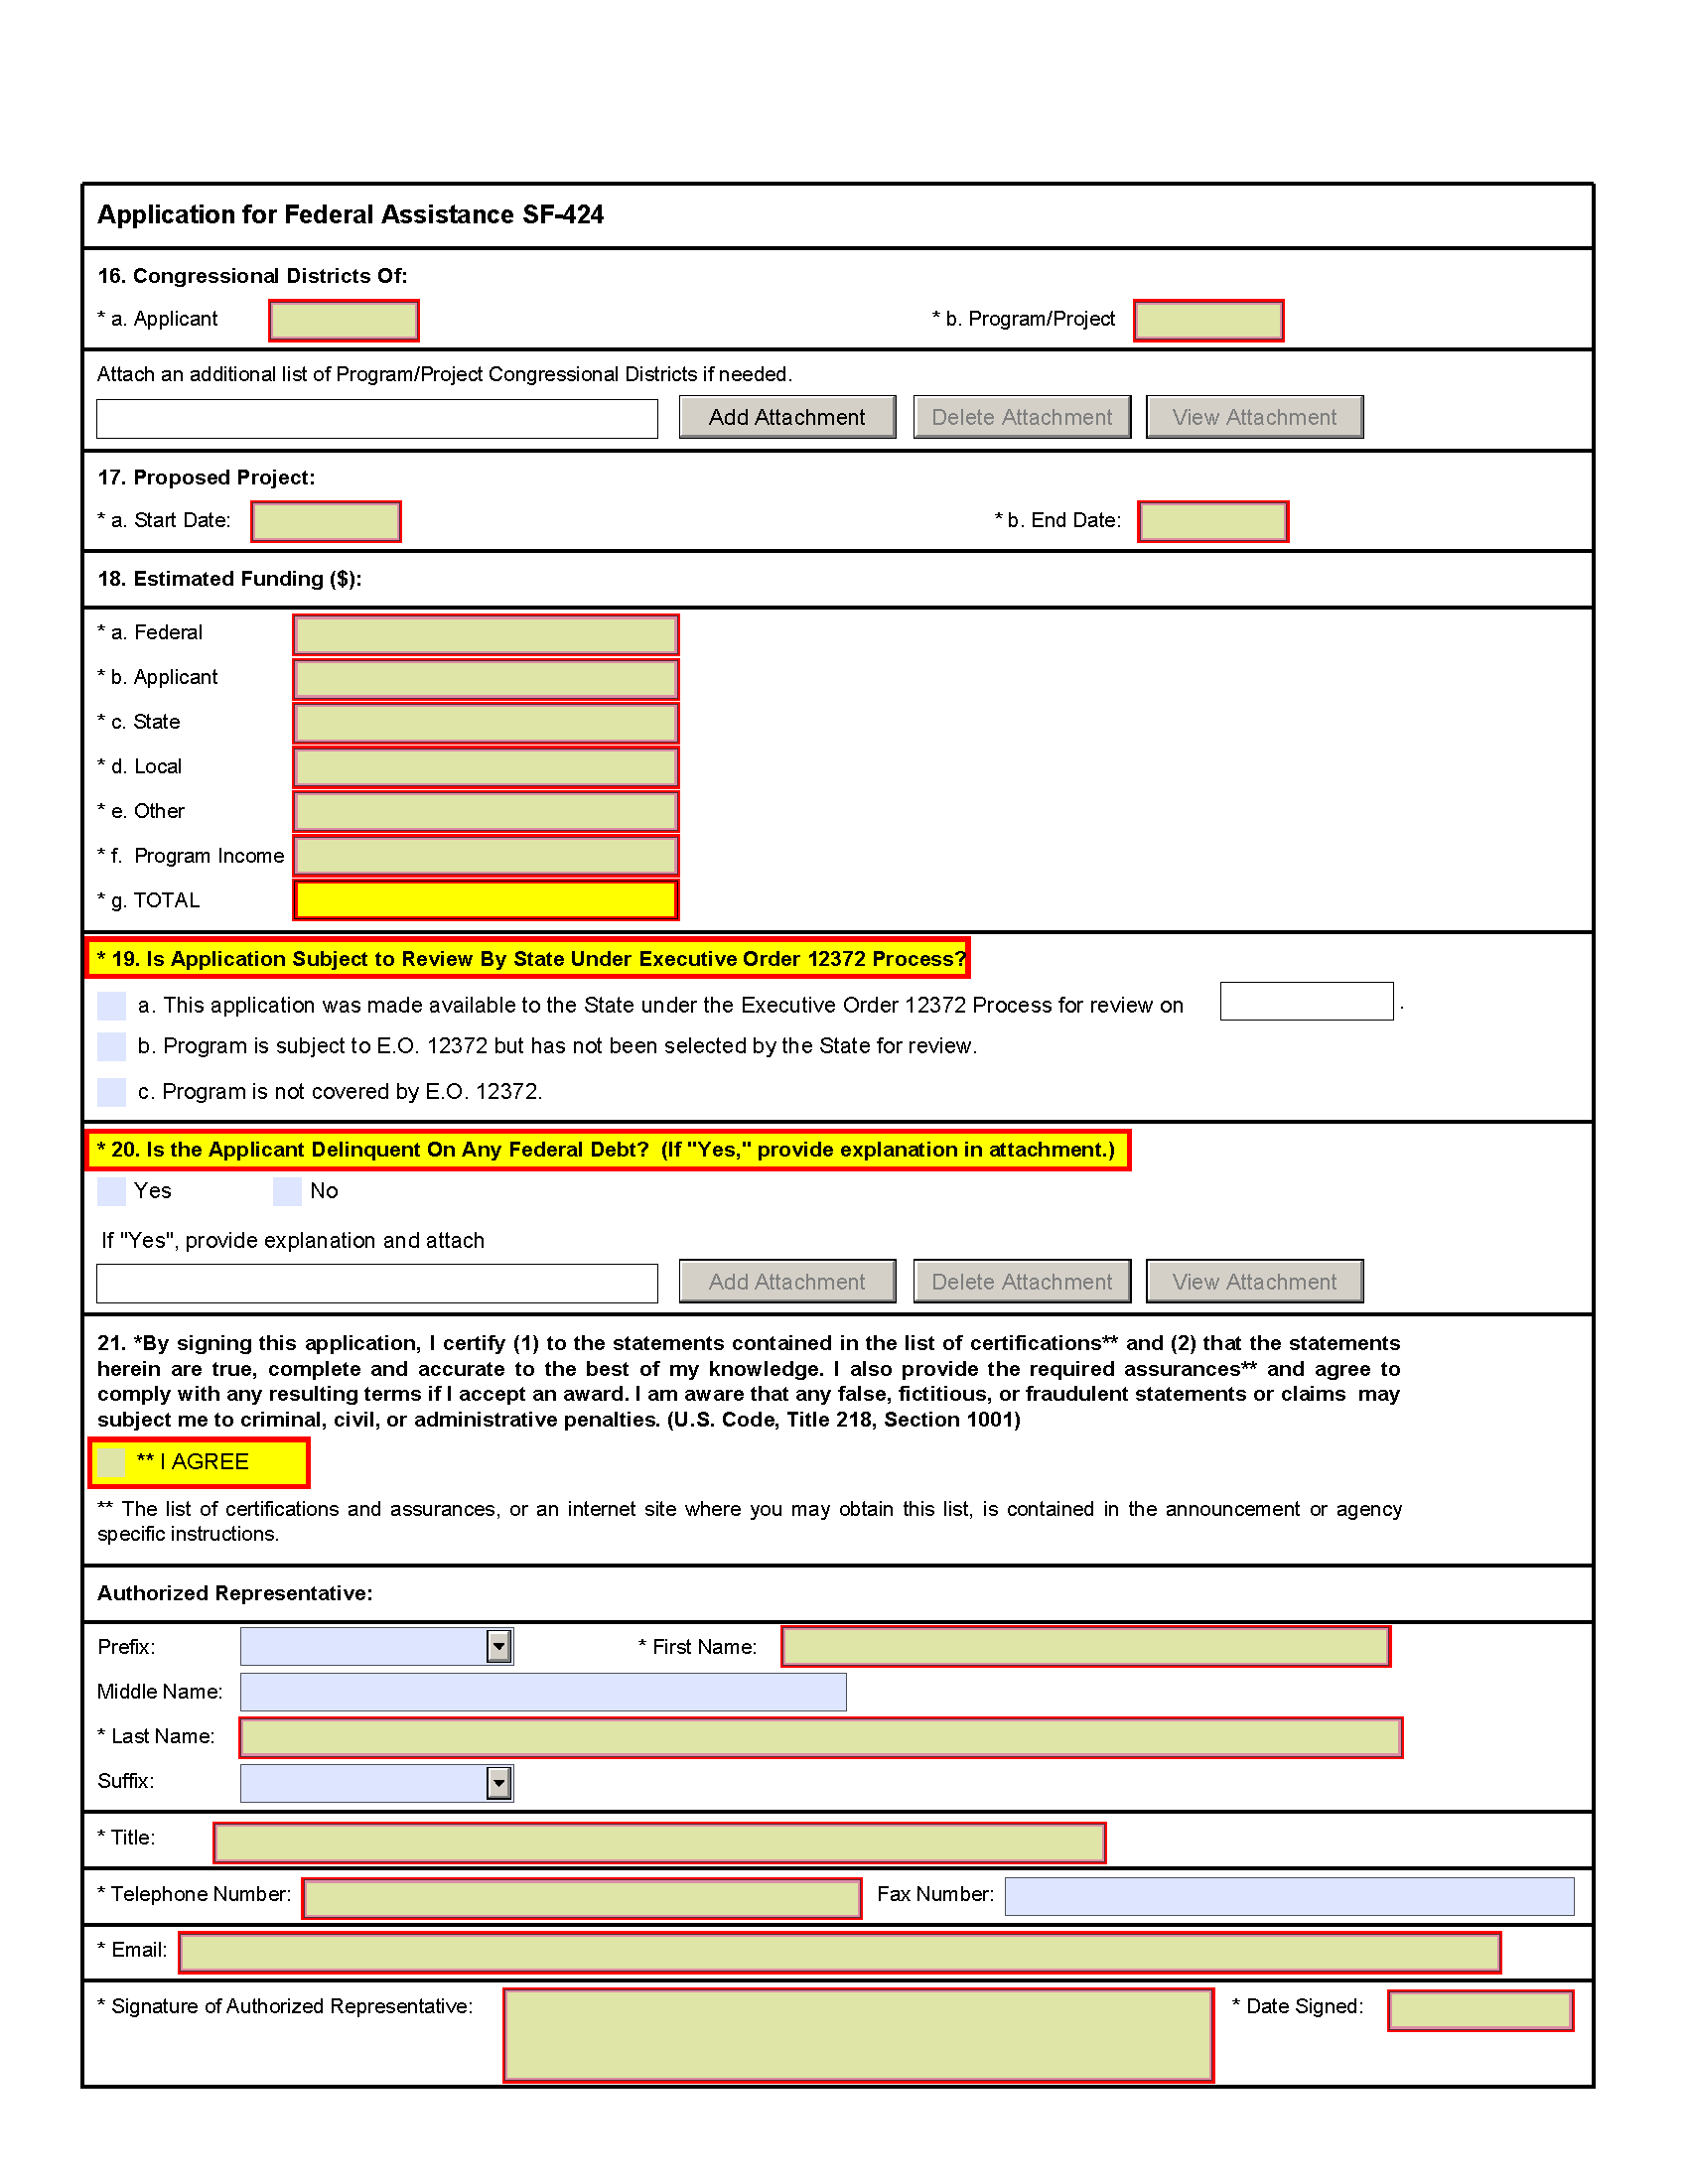 Application for Federal Assistance SF-424
16. Congressional Districts Of:
* a. Applicant * b. Program/Project
Attach an additional list of Program/Project Congressional Districts if needed.
Add Attachment Delete Attachment View Attachment
17. Proposed Project:
* a. Start Date: * b. End Date:
18. Estimated Funding ($):
* a. Federal
* b. Applicant
* c. State
* d. Local
* e. Other
* f. Program Income
* g. TOTAL
* 19. Is Application Subject to Review By State Under Executive Order 12372 Process?
a. This application was made available to the State under the Executive Order 12372 Process for review on .
b. Program is subject to E.O. 12372 but has not been selected by the State for review.
c. Program is not covered by E.O. 12372.
* 20. Is the Applicant Delinquent On Any Federal Debt? (If "Yes," provide explanation in attachment.)
Yes No
If "Yes", provide explanation and attach
Add Attachment Delete Attachment View Attachment
21. *By signing this application, I certify (1) to the statements contained in the list of certifications** and (2) that the statements
herein are true, complete and accurate to the best of my knowledge. I also provide the required assurances** and agree to
comply with any resulting terms if I accept an award. I am aware that any false, fictitious, or fraudulent statements or claims may
subject me to criminal, civil, or administrative penalties. (U.S. Code, Title 218, Section 1001)
** I AGREE
** The list of certifications and assurances, or an internet site where you may obtain this list, is contained in the announcement or agency
specific instructions.
Authorized Representative:
Prefix: * First Name:
Middle Name:
* Last Name:
Suffix:
* Title:
* Telephone Number: Fax Number:
* Email:
* Signature of Authorized Representative: * Date Signed: